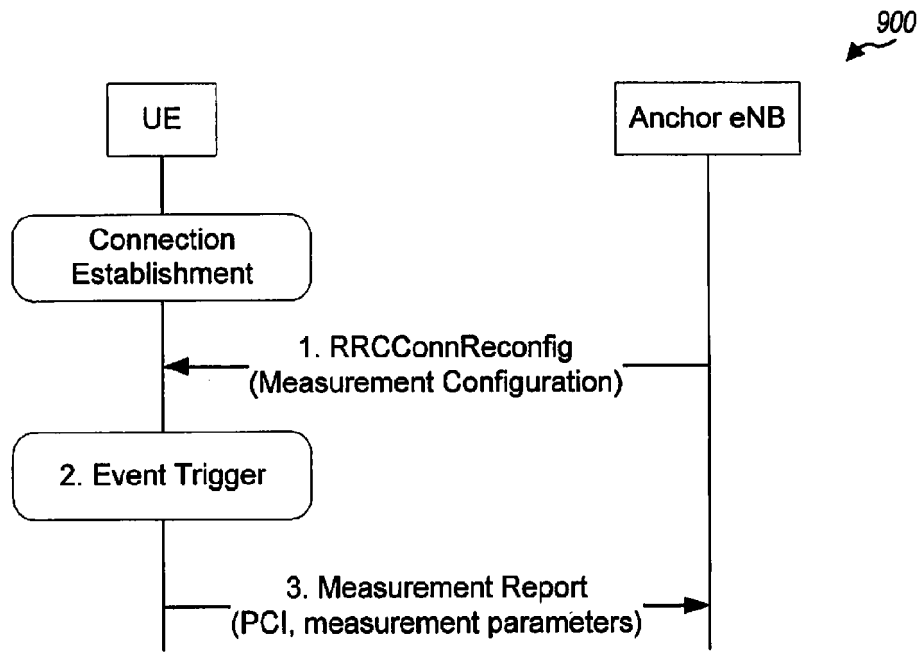 900
UE
Anchor eNB
Connection
Establishment
1. RRCConnReconfig
(Measurement Configuration)
2. Event Trigger
3. Measurement Report
(PCI, measurement parameters)